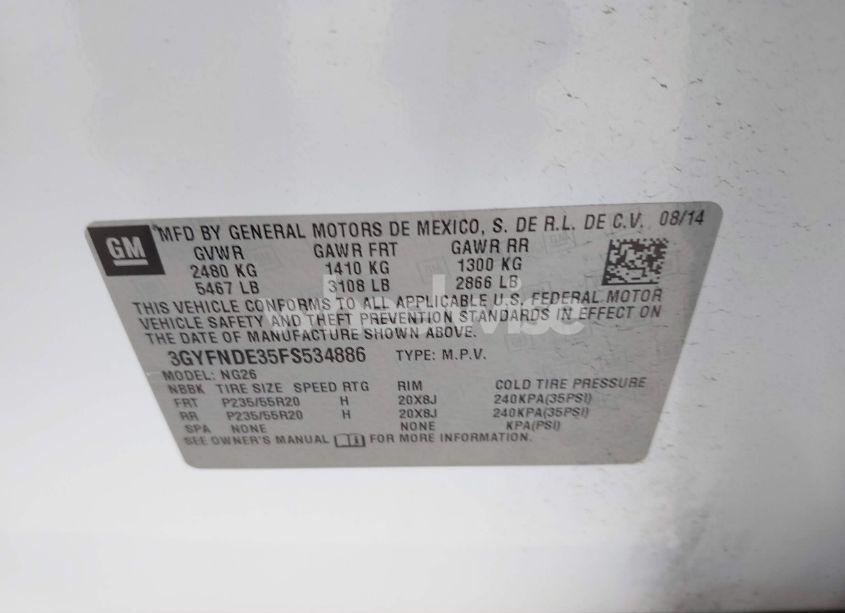 GM MFD BY GENERAL MOTORS DE MEXICO, S. DE R.L. DE C.V. 08/14
GVWR GAWR FRT GAWR RR
2480 KG 1410 KG 1300 KG
5467 LB 3108 LB 2866 LB
THIS VEHICLE CONFORMS TO ALL APPLICABLE U.S. FEDERAL MOTOR
VEHICLE SAFETY AND THEFT PREVENTION STANDARDS IN EFFECT ON
THE DATE OF MANUFACTURE SHOWN ABOVE.
3GYFNDE35FS534886 TYPE: M.P.V.
MODEL: NG26
NBBK TIRE SIZE SPEED RTG RIM COLD TIRE PRESSURE
FRT P235/55R20 H 20X8J 240KPA(35PSI)
RR P235/55R20 H 20X8J 240KPA(35PSI)
SPA NONE NONE KPA(PSI)
SEE OWNER'S MANUAL FOR MORE INFORMATION.